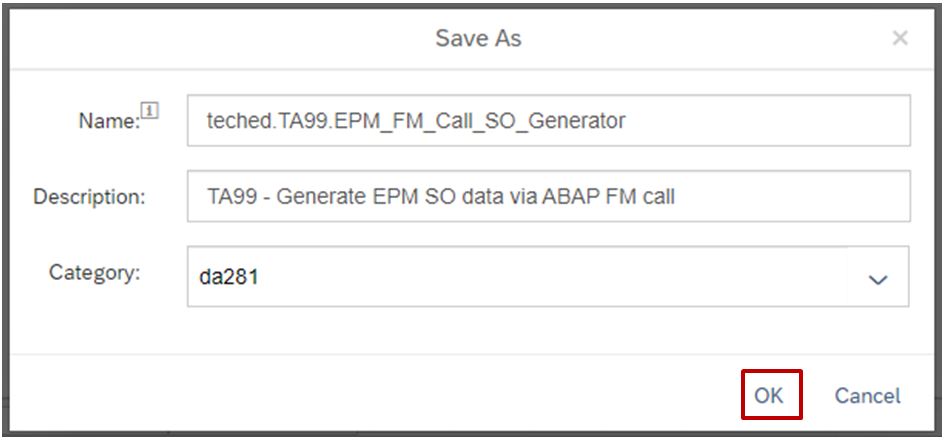 Save As
Name:
teched.TA99.EPM_FM_Call_SO_Generator
Description:
TA99 - Generate EPM SO data via ABAP FM call
Category:
da281
OK
Cancel